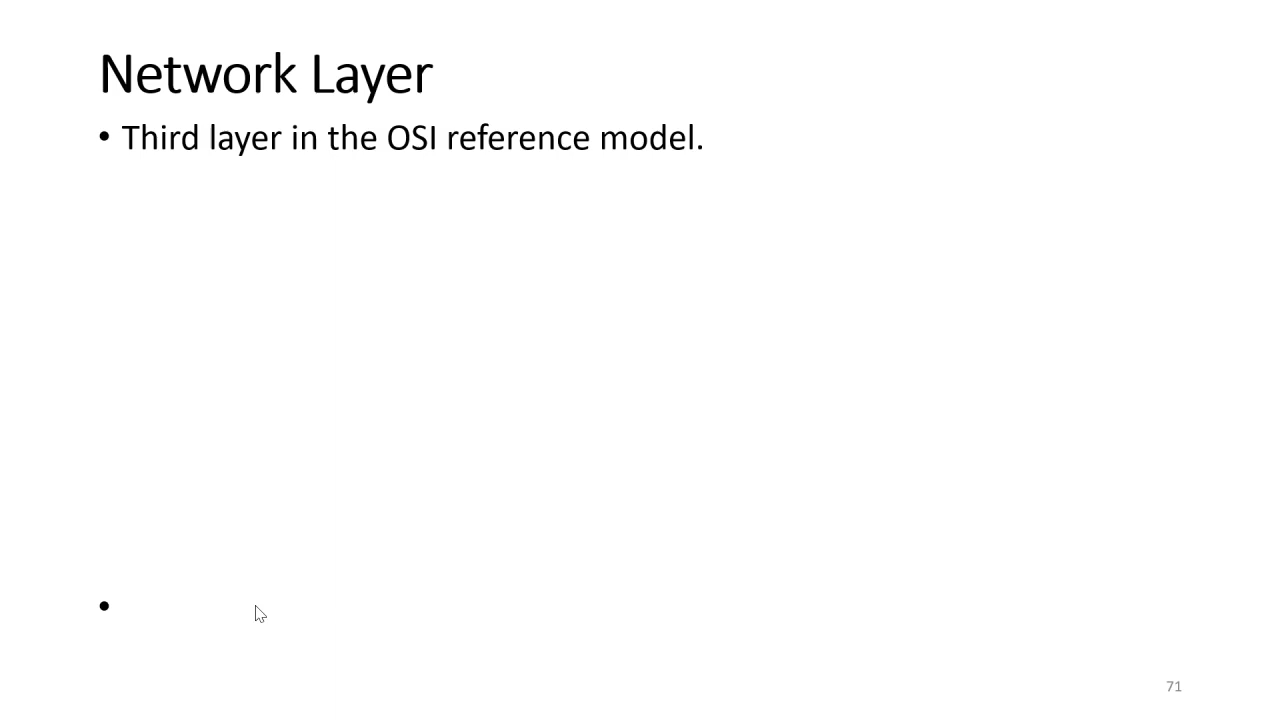 Network Layer
• Third layer in the OSI reference model.
•
71